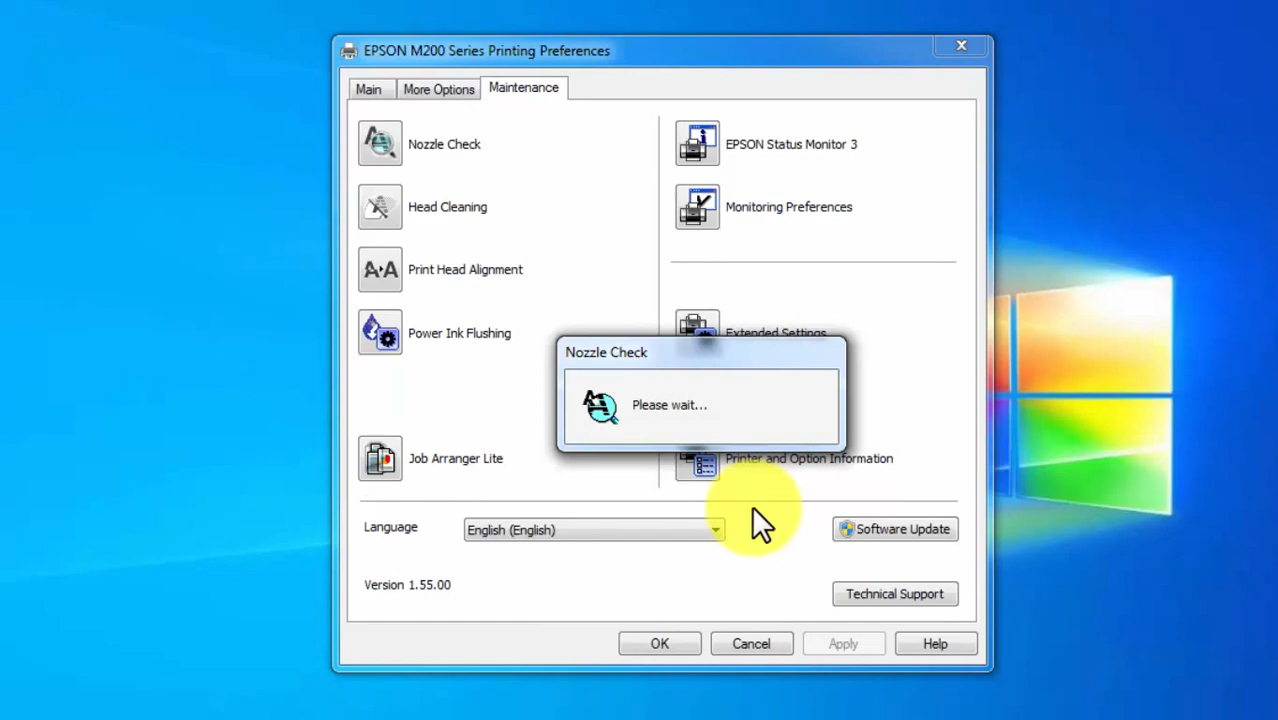 EPSON M200 Series Printing Preferences
Main
More Options
Maintenance
Nozzle Check
EPSON Status Monitor 3
Head Cleaning
Monitoring Preferences
Print Head Alignment
Power Ink Flushing
Extended Settings
Nozzle Check
Please wait...
Job Arranger Lite
Printer and Option Information
Language
English (English)
Software Update
Version 1.55.00
Technical Support
OK
Cancel
Apply
Help